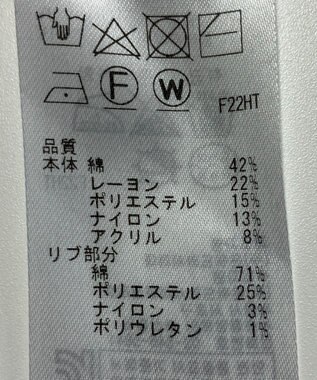 F W
F22HT
品質
本体 綿 42%
レーヨン 22%
ポリエステル 15%
ナイロン 13%
アクリル 8%
リブ部分
綿 71%
ポリエステル 25%
ナイロン 3%
ポリウレタン 1%